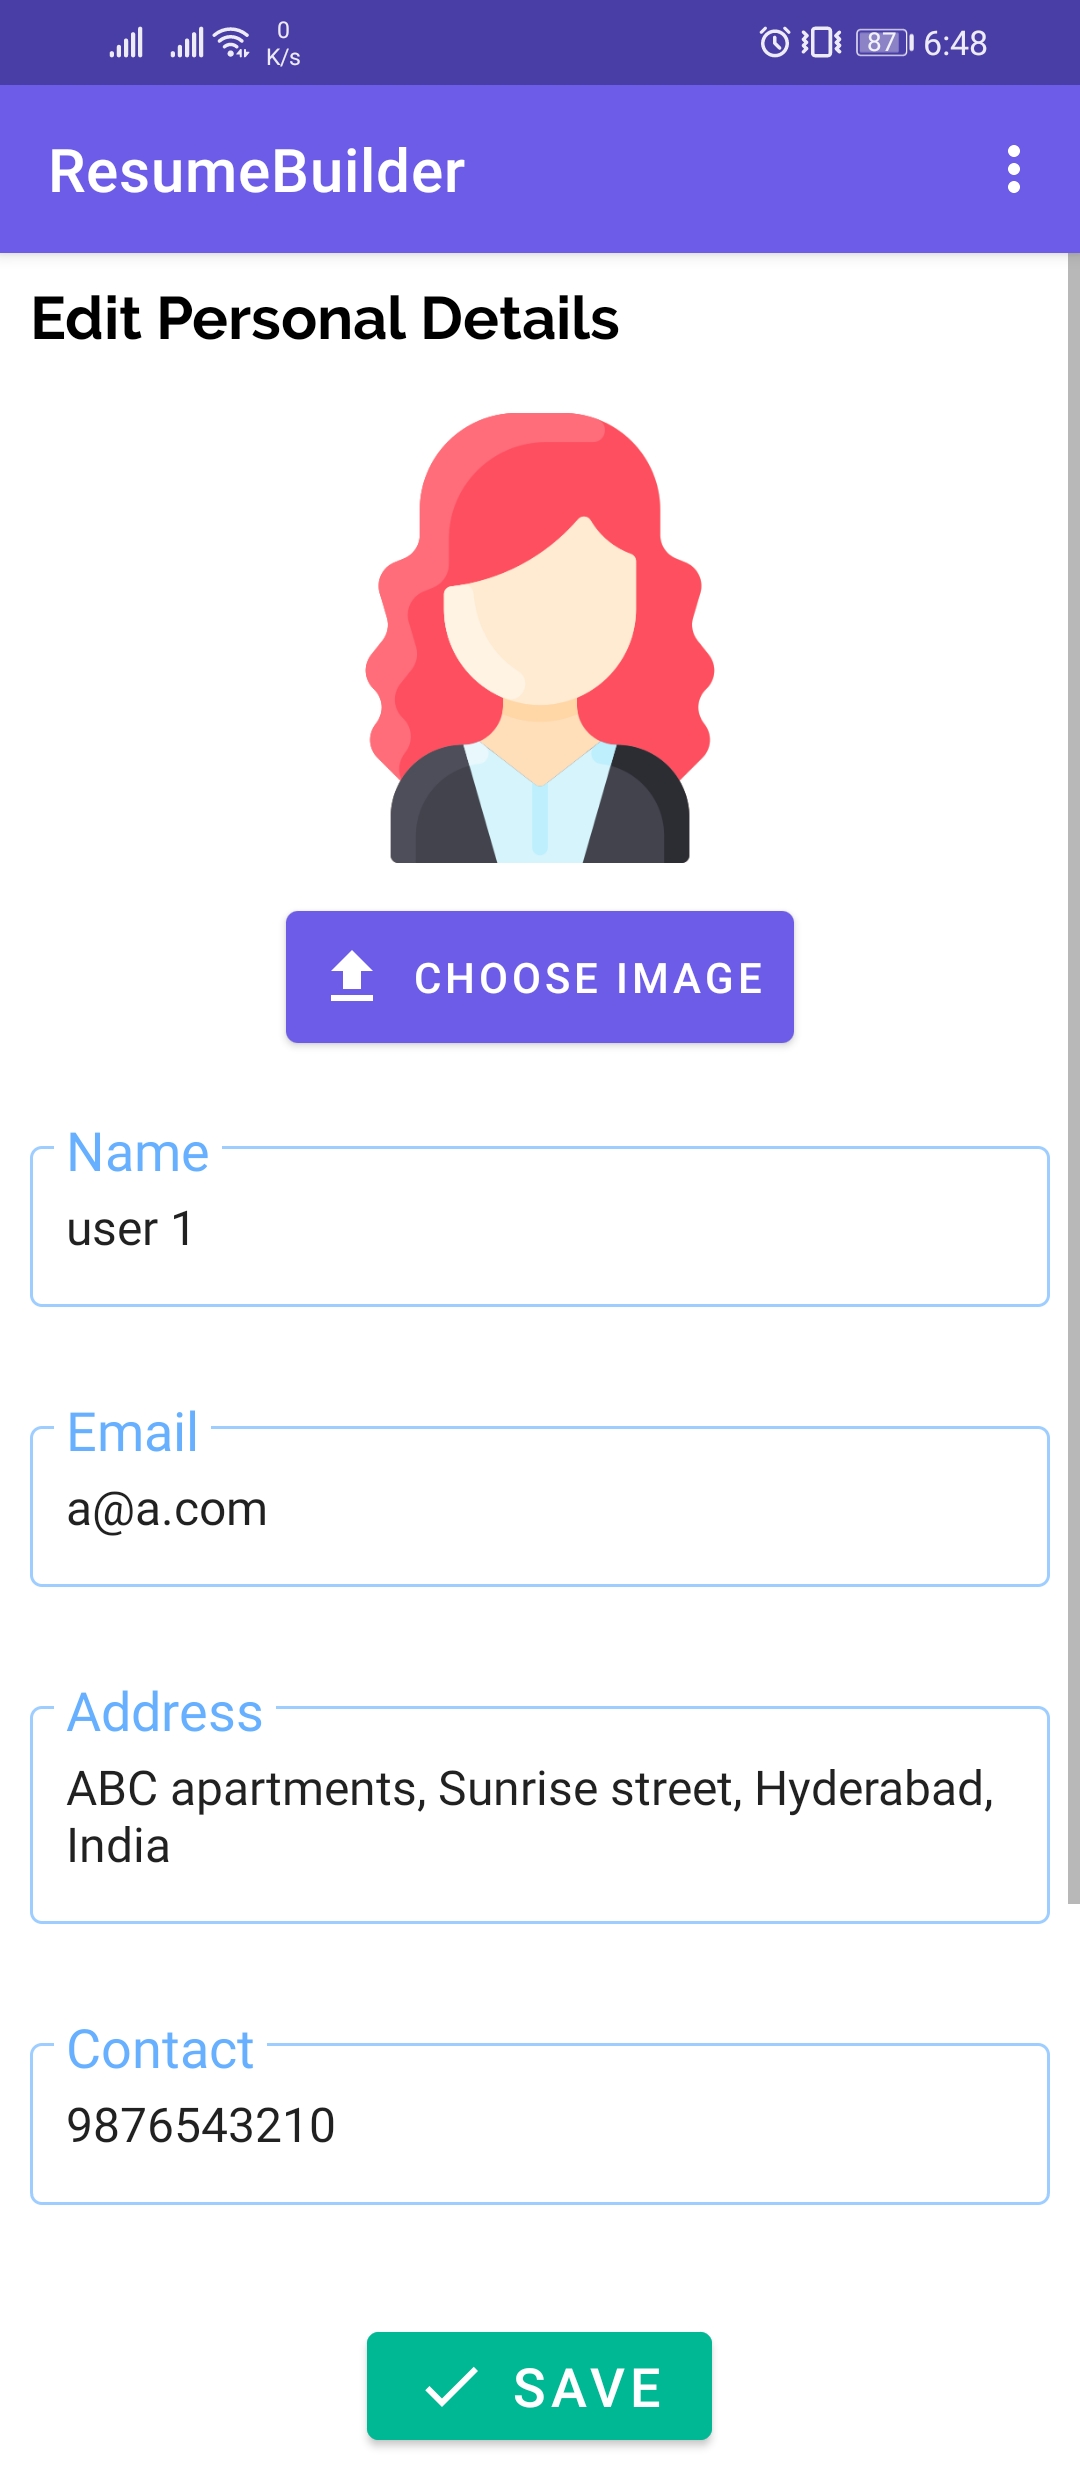 0
K/s
87 6:48
ResumeBuilder
Edit Personal Details
CHOOSE IMAGE
Name
user 1
Email
a@a.com
Address
ABC apartments, Sunrise street, Hyderabad,
India
Contact
9876543210
SAVE